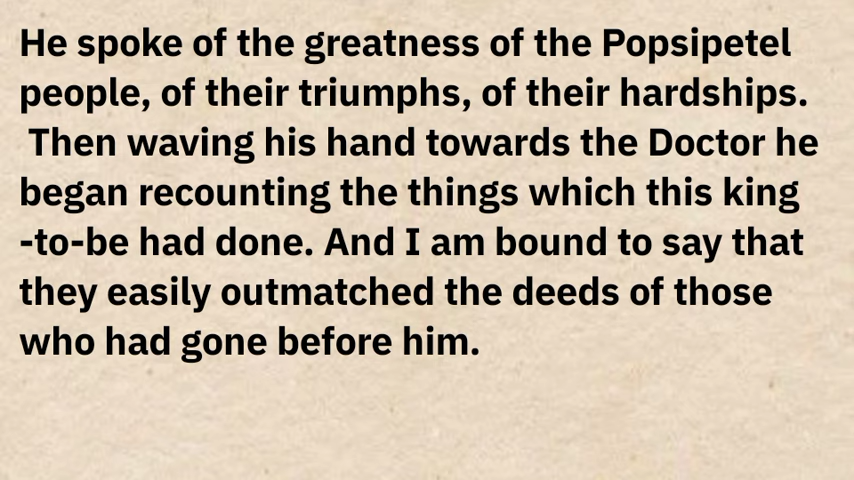 He spoke of the greatness of the Popsipetel
people, of their triumphs, of their hardships.
Then waving his hand towards the Doctor he
began recounting the things which this king
-to-be had done. And I am bound to say that
they easily outmatched the deeds of those
who had gone before him.